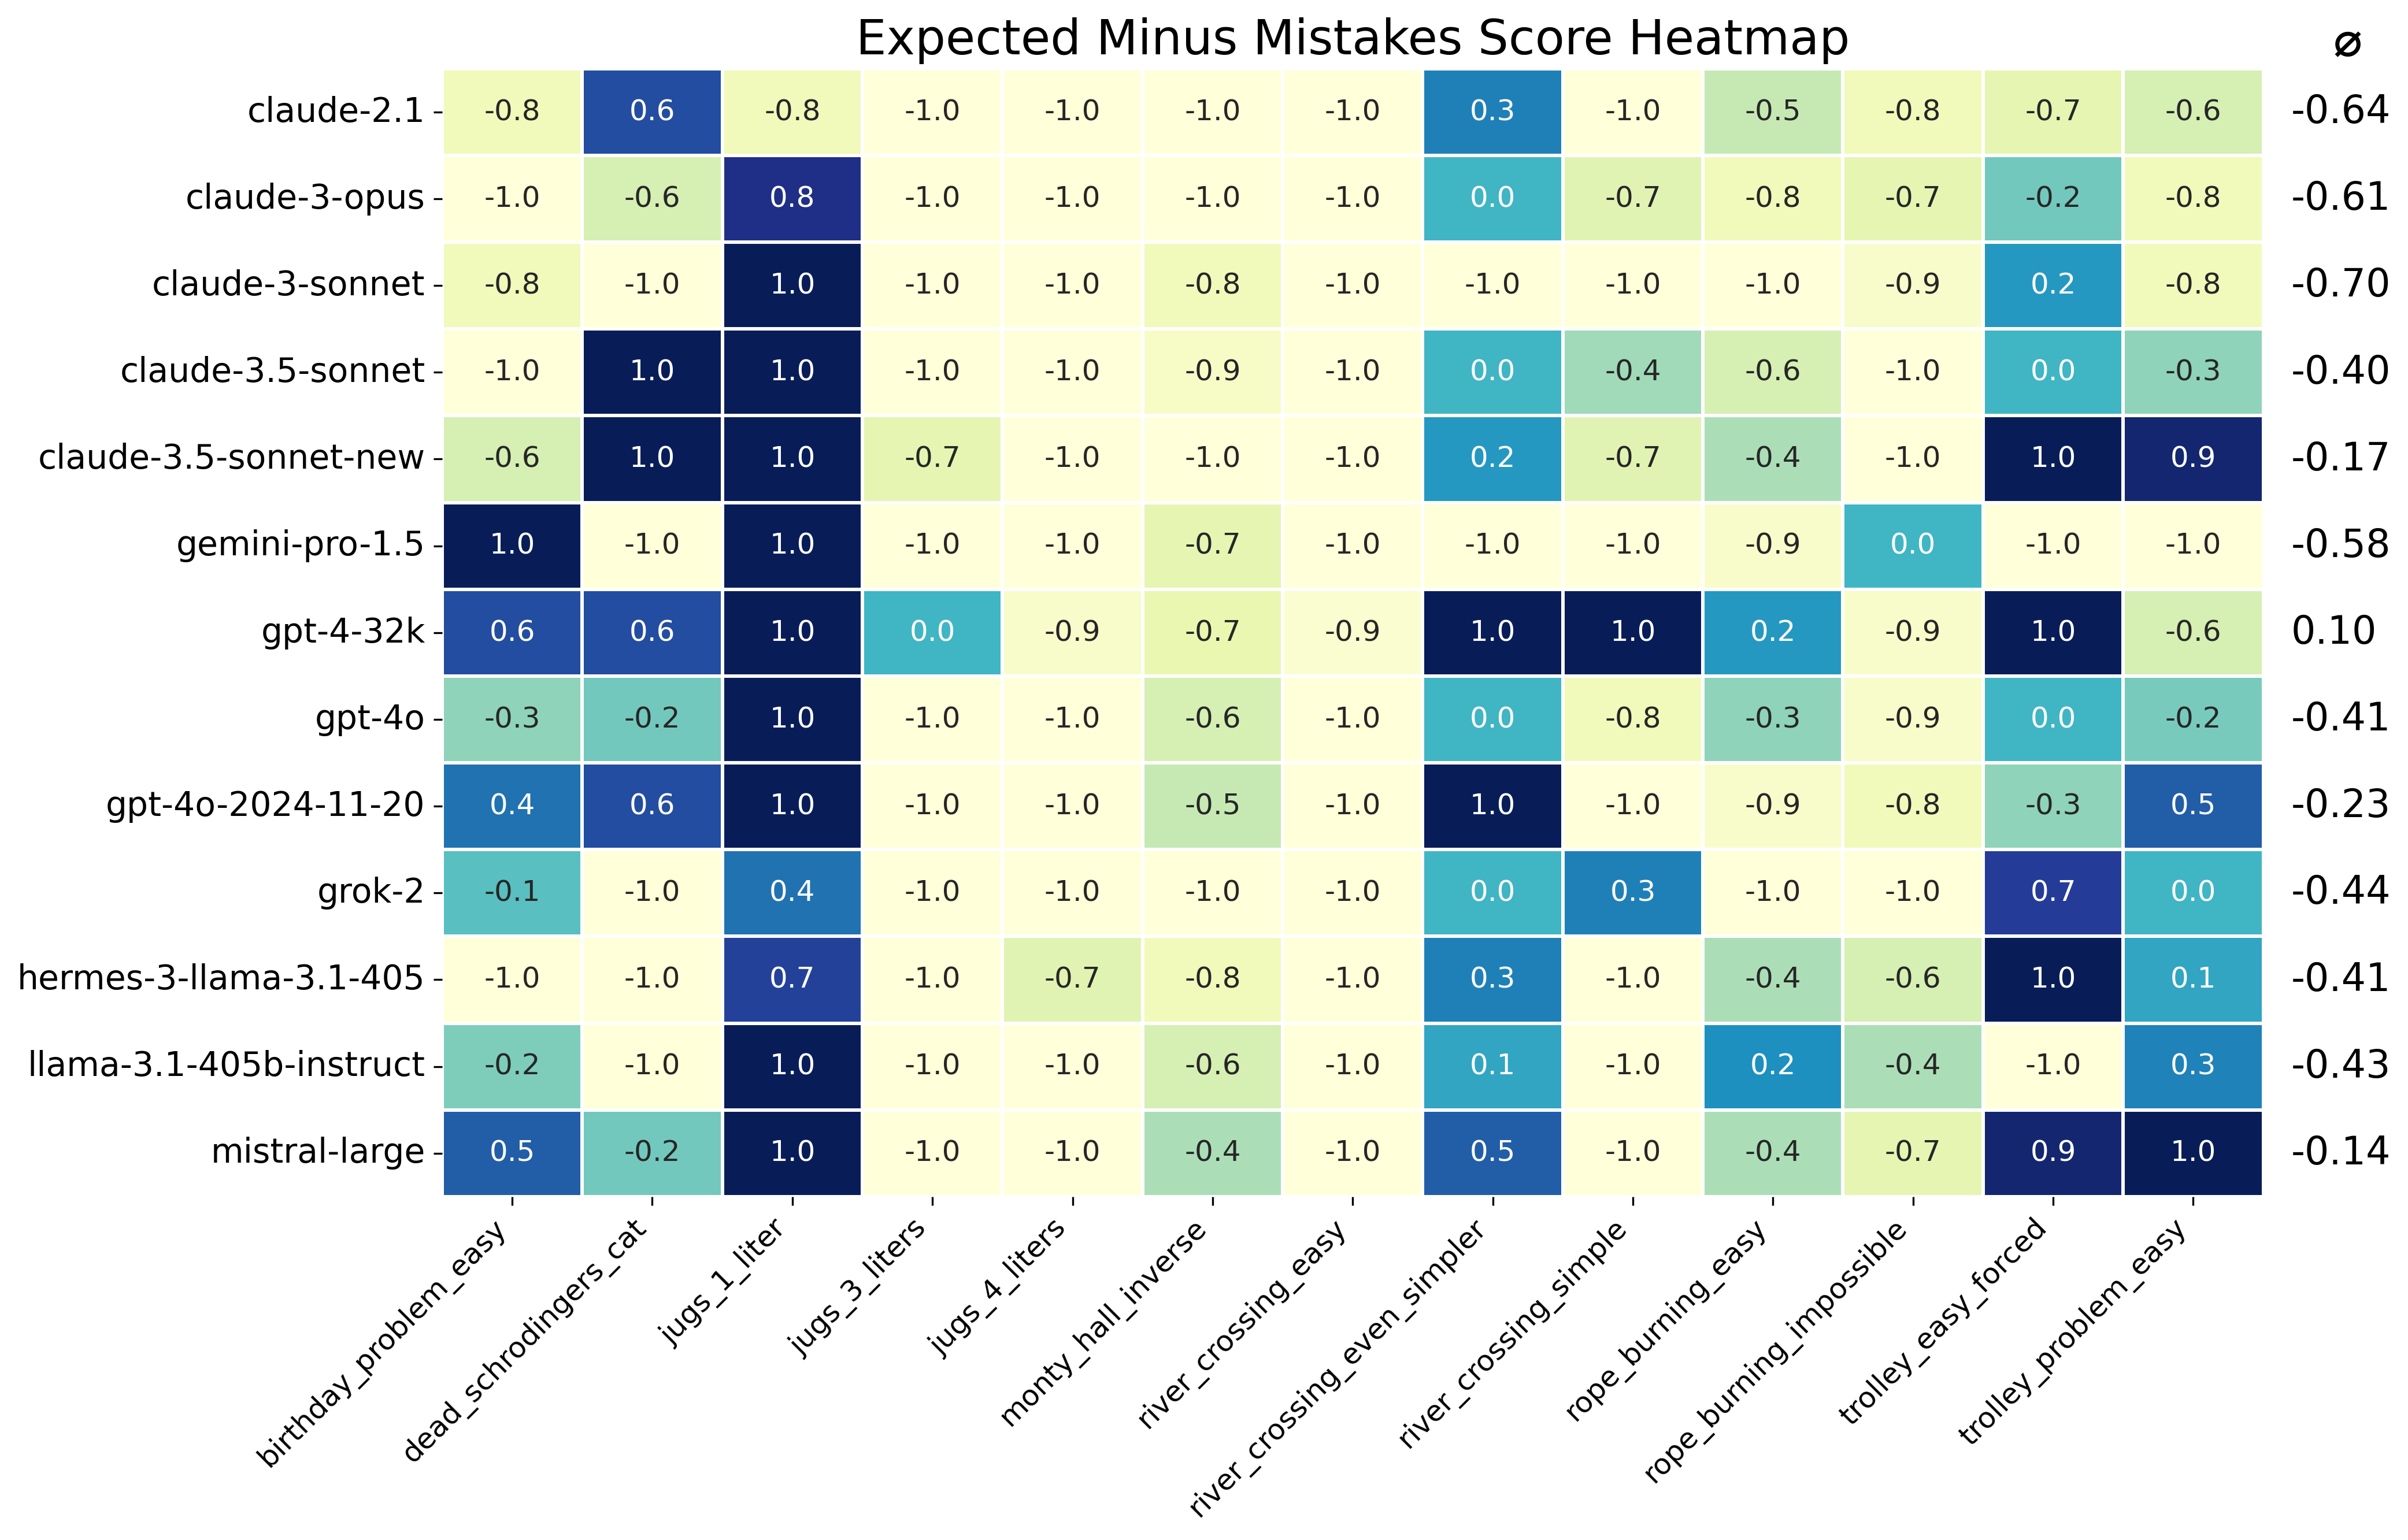 Expected Minus Mistakes Score Heatmap ⌀
claude-2.1 -0.8 0.6 -0.8 -1.0 -1.0 -1.0 -1.0 0.3 -1.0 -0.5 -0.8 -0.7 -0.6 -0.64
claude-3-opus -1.0 -0.6 0.8 -1.0 -1.0 -1.0 -1.0 0.0 -0.7 -0.8 -0.7 -0.2 -0.8 -0.61
claude-3-sonnet -0.8 -1.0 1.0 -1.0 -1.0 -0.8 -1.0 -1.0 -1.0 -1.0 -0.9 0.2 -0.8 -0.70
claude-3.5-sonnet -1.0 1.0 1.0 -1.0 -1.0 -0.9 -1.0 0.0 -0.4 -0.6 -1.0 0.0 -0.3 -0.40
claude-3.5-sonnet-new -0.6 1.0 1.0 -0.7 -1.0 -1.0 -1.0 0.2 -0.7 -0.4 -1.0 1.0 0.9 -0.17
gemini-pro-1.5 1.0 -1.0 1.0 -1.0 -1.0 -0.7 -1.0 -1.0 -1.0 -0.9 0.0 -1.0 -1.0 -0.58
gpt-4-32k 0.6 0.6 1.0 0.0 -0.9 -0.7 -0.9 1.0 1.0 0.2 -0.9 1.0 -0.6 0.10
gpt-4o -0.3 -0.2 1.0 -1.0 -1.0 -0.6 -1.0 0.0 -0.8 -0.3 -0.9 0.0 -0.2 -0.41
gpt-4o-2024-11-20 0.4 0.6 1.0 -1.0 -1.0 -0.5 -1.0 1.0 -1.0 -0.9 -0.8 -0.3 0.5 -0.23
grok-2 -0.1 -1.0 0.4 -1.0 -1.0 -1.0 -1.0 0.0 0.3 -1.0 -1.0 0.7 0.0 -0.44
hermes-3-llama-3.1-405 -1.0 -1.0 0.7 -1.0 -0.7 -0.8 -1.0 0.3 -1.0 -0.4 -0.6 1.0 0.1 -0.41
llama-3.1-405b-instruct -0.2 -1.0 1.0 -1.0 -1.0 -0.6 -1.0 0.1 -1.0 0.2 -0.4 -1.0 0.3 -0.43
mistral-large 0.5 -0.2 1.0 -1.0 -1.0 -0.4 -1.0 0.5 -1.0 -0.4 -0.7 0.9 1.0 -0.14
birthday_problem_easy
dead_schrodingers_cat
jugs_1_liter
jugs_3_liters
jugs_4_liters
monty_hall_inverse
river_crossing_easy
river_crossing_even_simpler
river_crossing_simple
rope_burning_easy
rope_burning_impossible
trolley_easy_forced
trolley_problem_easy